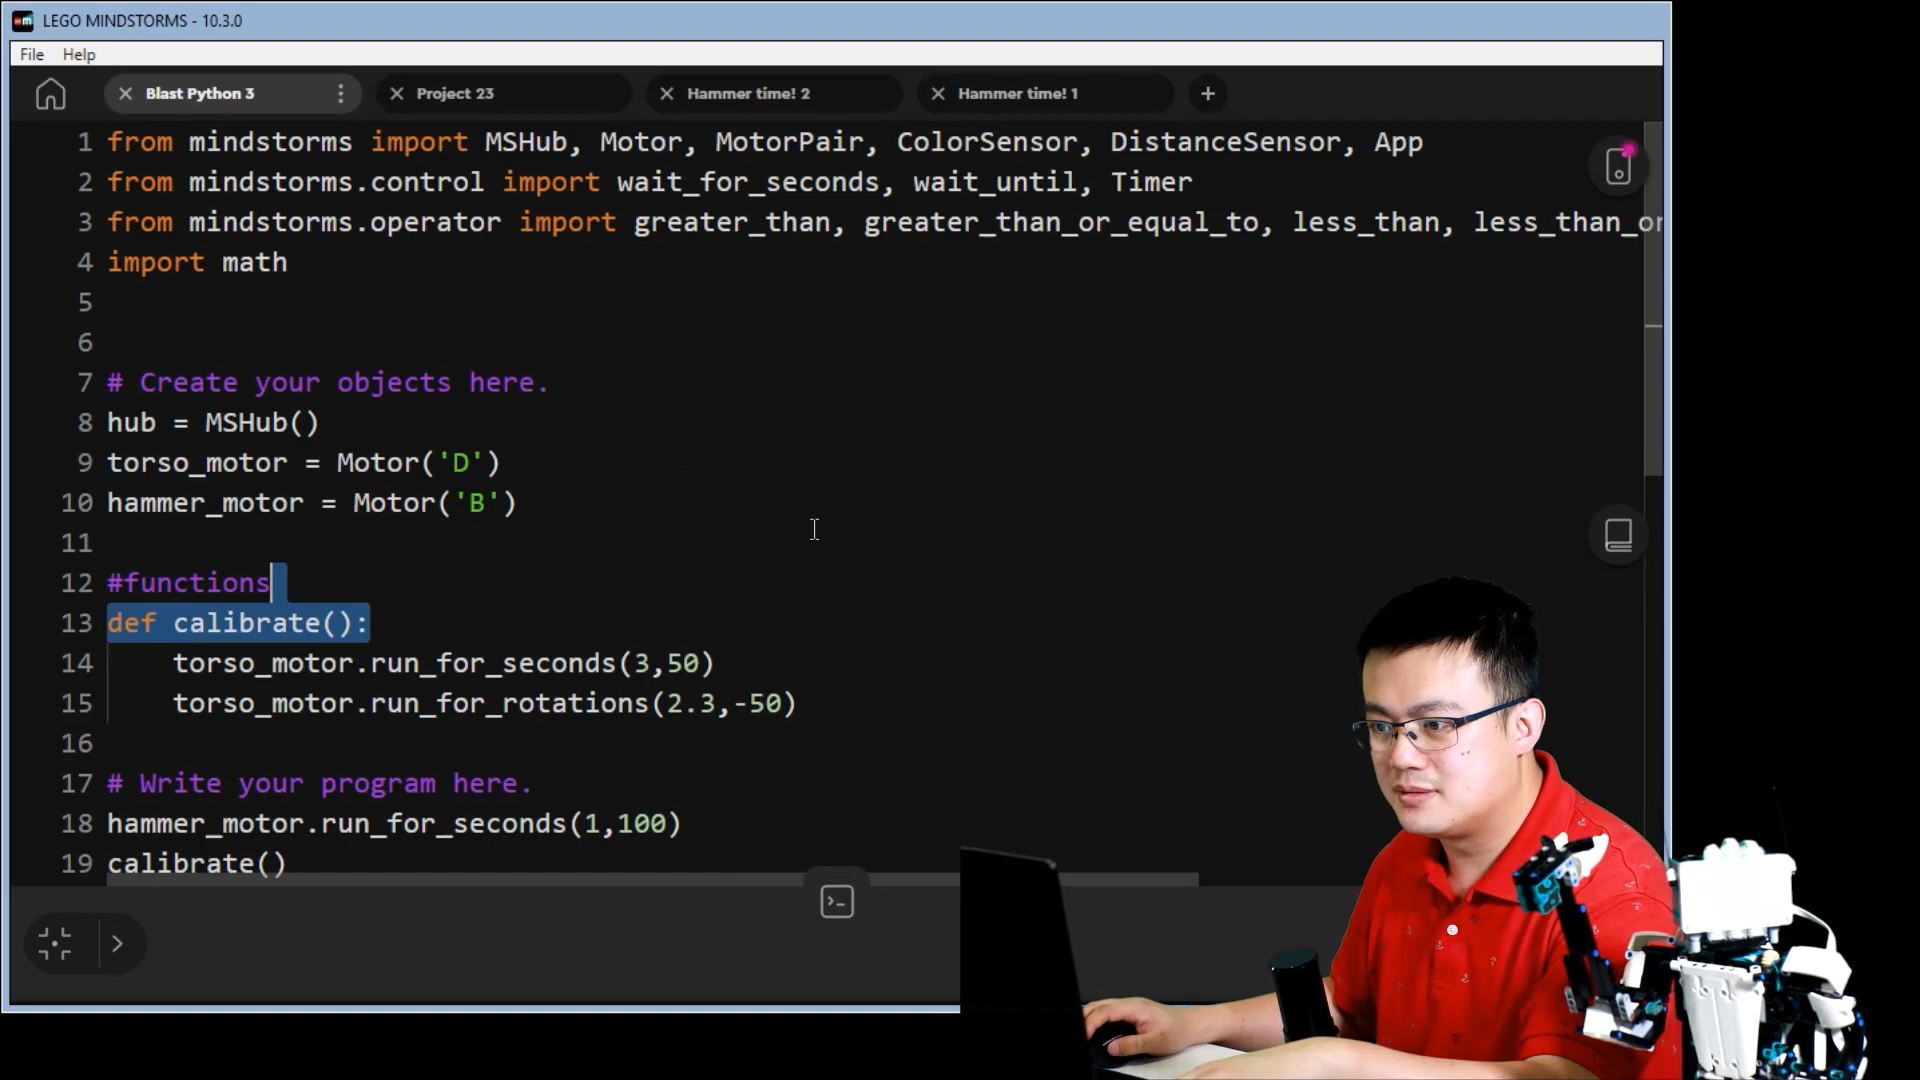 LEGO MINDSTORMS - 10.3.0
File Help
Blast Python 3 Project 23 Hammer time! 2 Hammer time! 1
1 from mindstorms import MSHub, Motor, MotorPair, ColorSensor, DistanceSensor, App
2 from mindstorms.control import wait_for_seconds, wait_until, Timer
3 from mindstorms.operator import greater_than, greater_than_or_equal_to, less_than, less_than_or
4 import math
5
6
7 # Create your objects here.
8 hub = MSHub()
9 torso_motor = Motor('D')
10 hammer_motor = Motor('B')
11
12 #functions
13 def calibrate():
14 torso_motor.run_for_seconds(3,50)
15 torso_motor.run_for_rotations(2.3,-50)
16
17 # Write your program here.
18 hammer_motor.run_for_seconds(1,100)
19 calibrate()